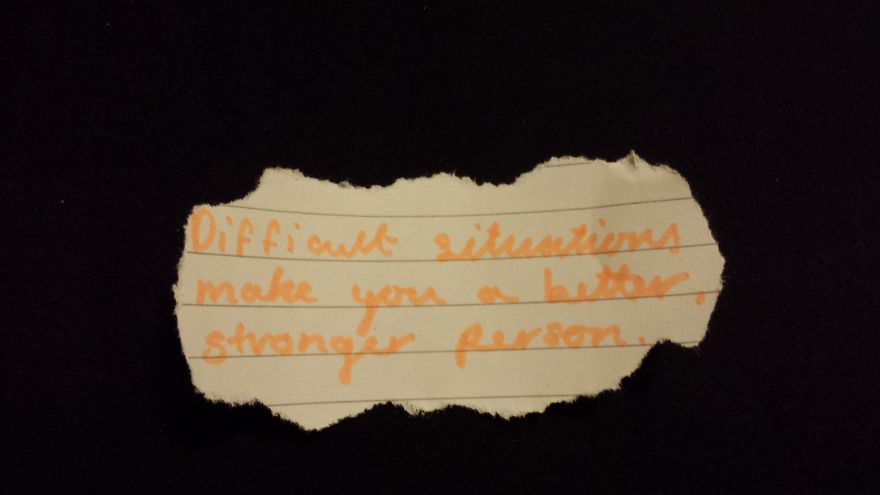 Difficult situations
make you a better,
stronger person.